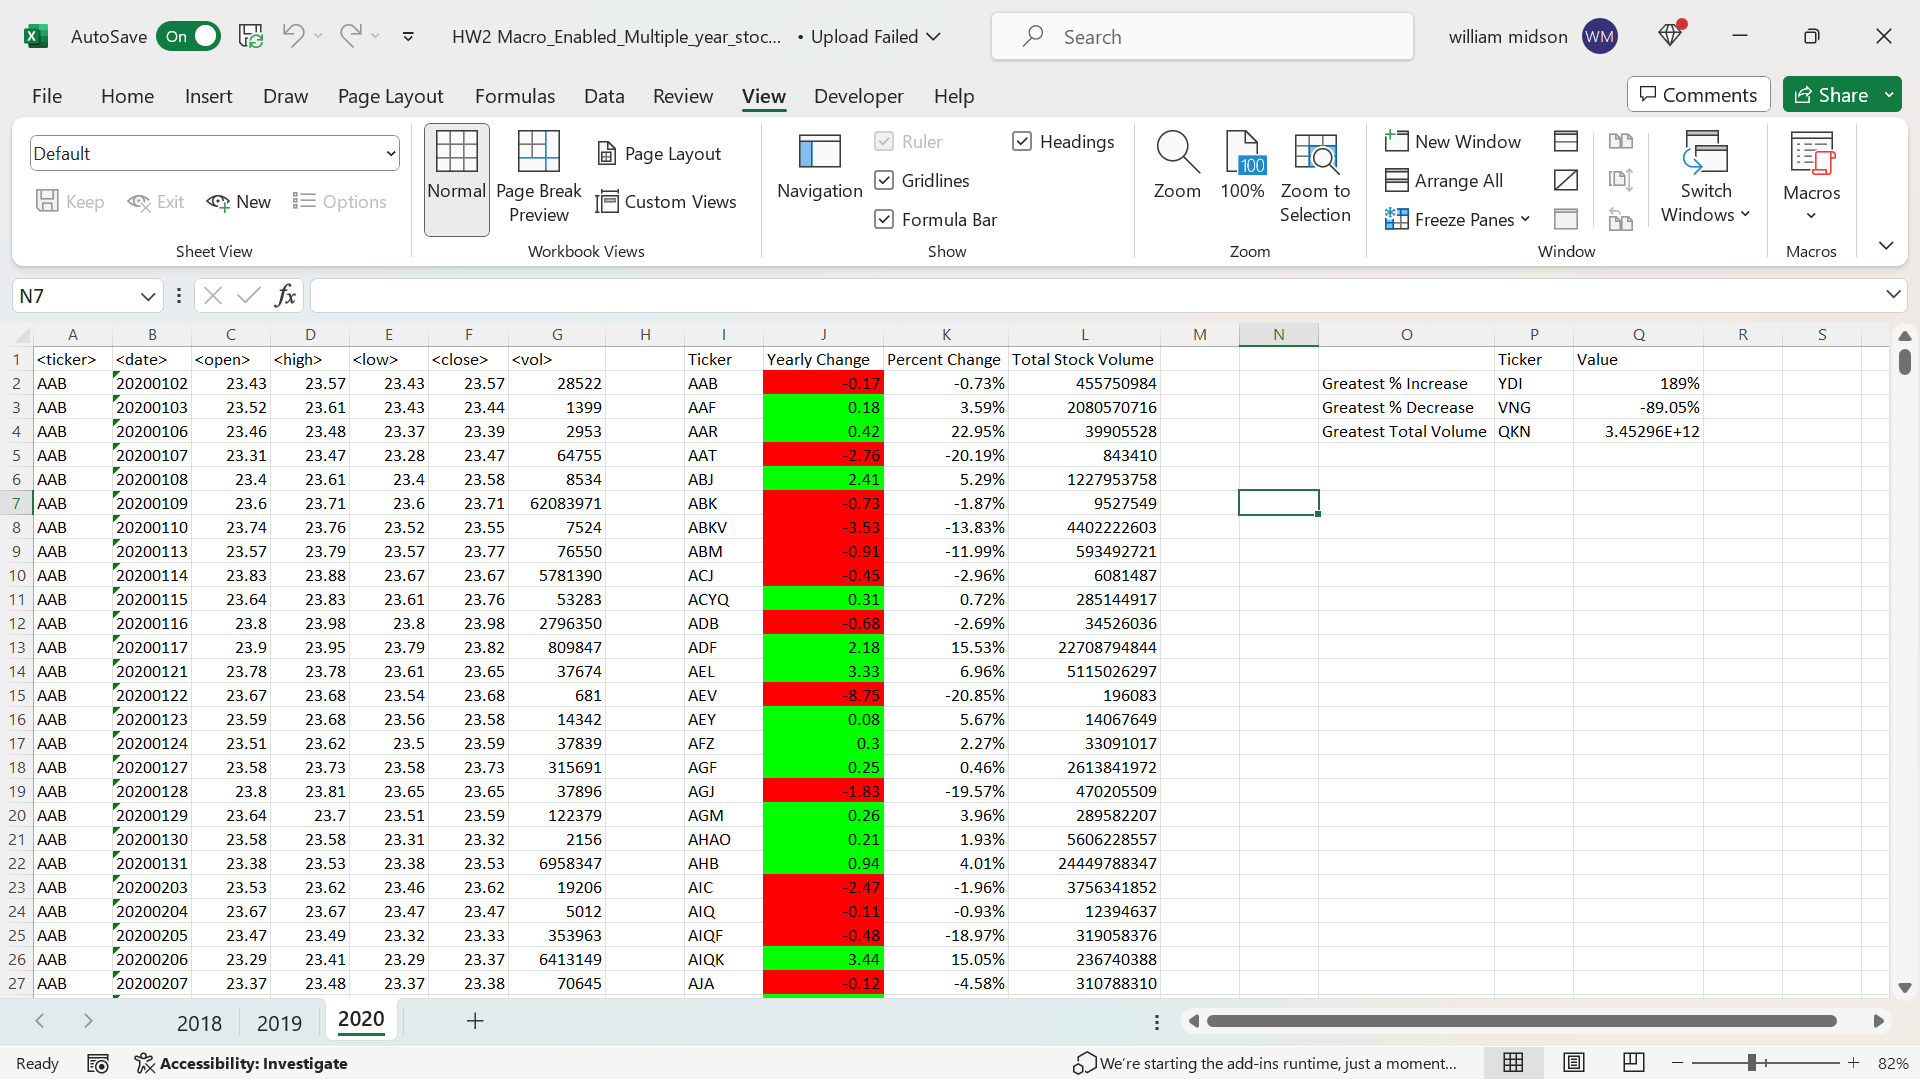 AutoSave On HW2 Macro_Enabled_Multiple_year_stoc... • Upload Failed Search william midson WM
File Home Insert Draw Page Layout Formulas Data Review View Developer Help Comments Share
Default
Keep Exit New Options
Sheet View
Normal Page Break Preview Page Layout Custom Views
Workbook Views
Navigation Ruler Gridlines Formula Bar Headings
Show
Zoom 100 100% Zoom to Selection
Zoom
New Window Arrange All Freeze Panes Switch Windows
Window
Macros
Macros
N7 fx
A B C D E F G H I J K L M N O P Q R S
1 <ticker> <date> <open> <high> <low> <close> <vol> Ticker Yearly Change Percent Change Total Stock Volume Ticker Value
2 AAB 20200102 23.43 23.57 23.43 23.57 28522 AAB -0.17 -0.73% 455750984 Greatest % Increase YDI 189%
3 AAB 20200103 23.52 23.61 23.43 23.44 1399 AAF 0.18 3.59% 2080570716 Greatest % Decrease VNG -89.05%
4 AAB 20200106 23.46 23.48 23.37 23.39 2953 AAR 0.42 22.95% 39905528 Greatest Total Volume QKN 3.45296E+12
5 AAB 20200107 23.31 23.47 23.28 23.47 64755 AAT -2.76 -20.19% 843410
6 AAB 20200108 23.4 23.61 23.4 23.58 8534 ABJ 2.41 5.29% 1227953758
7 AAB 20200109 23.6 23.71 23.6 23.71 62083971 ABK -0.73 -1.87% 9527549
8 AAB 20200110 23.74 23.76 23.52 23.55 7524 ABKV -3.53 -13.83% 4402222603
9 AAB 20200113 23.57 23.79 23.57 23.77 76550 ABM -0.91 -11.99% 593492721
10 AAB 20200114 23.83 23.88 23.67 23.67 5781390 ACJ -0.45 -2.96% 6081487
11 AAB 20200115 23.64 23.83 23.61 23.76 53283 ACYQ 0.31 0.72% 285144917
12 AAB 20200116 23.8 23.98 23.8 23.98 2796350 ADB -0.68 -2.69% 34526036
13 AAB 20200117 23.9 23.95 23.79 23.82 809847 ADF 2.18 15.53% 22708794844
14 AAB 20200121 23.78 23.78 23.61 23.65 37674 AEL 3.33 6.96% 5115026297
15 AAB 20200122 23.67 23.68 23.54 23.68 681 AEV -8.75 -20.85% 196083
16 AAB 20200123 23.59 23.68 23.56 23.58 14342 AEY 0.08 5.67% 14067649
17 AAB 20200124 23.51 23.62 23.5 23.59 37839 AFZ 0.3 2.27% 33091017
18 AAB 20200127 23.58 23.73 23.58 23.73 315691 AGF 0.25 0.46% 2613841972
19 AAB 20200128 23.8 23.81 23.65 23.65 37896 AGJ -1.83 -19.57% 470205509
20 AAB 20200129 23.64 23.7 23.51 23.59 122379 AGM 0.26 3.96% 289582207
21 AAB 20200130 23.58 23.58 23.31 23.32 2156 AHAO 0.21 1.93% 5606228557
22 AAB 20200131 23.38 23.53 23.38 23.53 6958347 AHB 0.94 4.01% 24449788347
23 AAB 20200203 23.53 23.62 23.46 23.62 19206 AIC -2.47 -1.96% 3756341852
24 AAB 20200204 23.67 23.67 23.47 23.47 5012 AIQ -0.11 -0.93% 12394637
25 AAB 20200205 23.47 23.49 23.32 23.33 353963 AIQF -0.48 -18.97% 319058376
26 AAB 20200206 23.29 23.41 23.29 23.37 6413149 AIQK 3.44 15.05% 236740388
27 AAB 20200207 23.37 23.48 23.37 23.38 70645 AJA -0.12 -4.58% 310788310
2018 2019 2020
Ready Accessibility: Investigate We're starting the add-ins runtime, just a moment... 82%